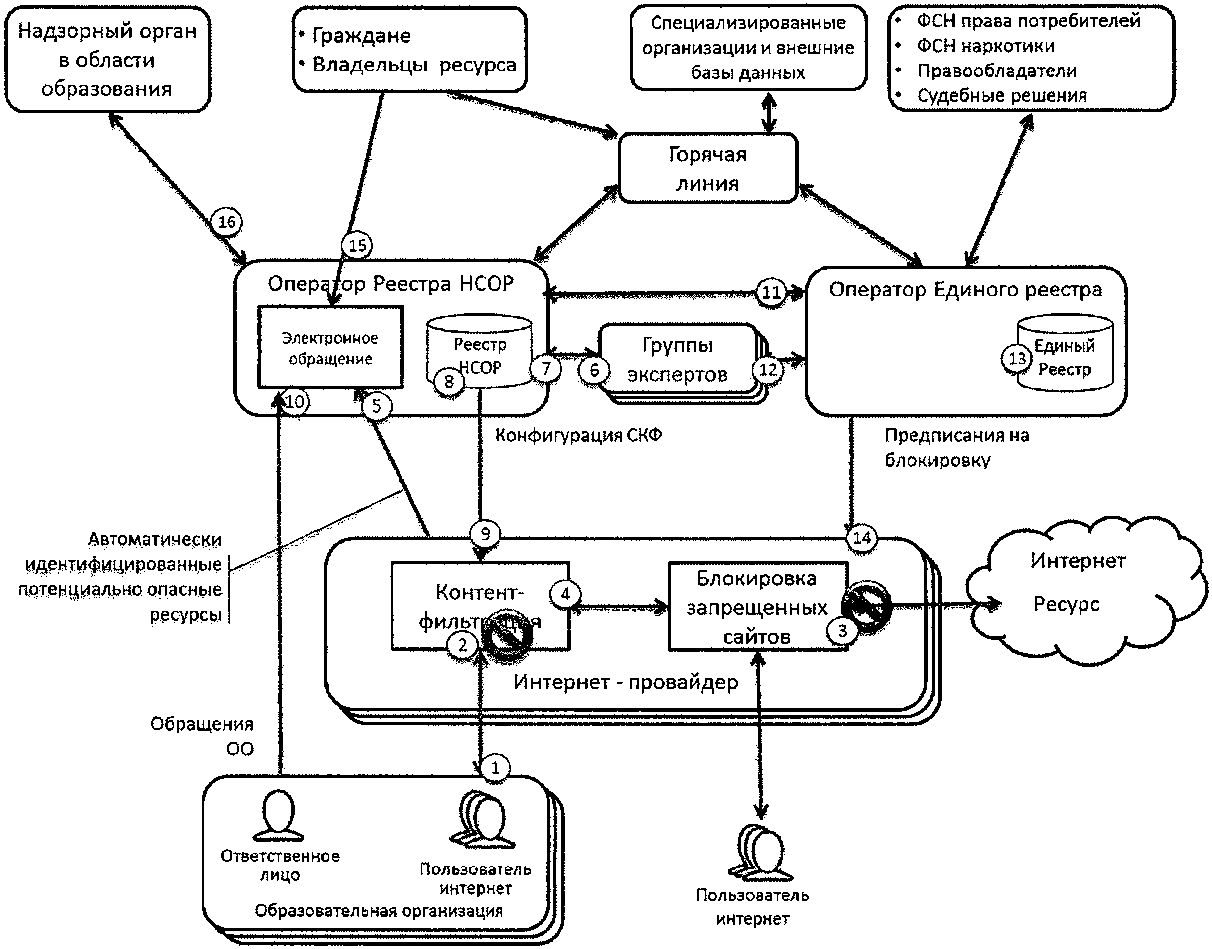 Надзорный орган
в области
образования
• Граждане
• Владельцы ресурса
Специализированные
организации и внешние
базы данных
• ФСН права потребителей
• ФСН наркотики
• Правообладатели
• Судебные решения
Горячая
линия
16
15
Оператор Реестра НСОР
11
Оператор Единого реестра
Электронное
обращение
Реестр
НСОР
8
7
6
Группы
экспертов
12
13
Единый
Реестр
10
5
Конфигурация СКФ
Предписания на
блокировку
Автоматически
идентифицированные
потенциально опасные
ресурсы
9
14
Контент-
фильтрация
4
2
Блокировка
запрещенных
сайтов
3
Интернет
Ресурс
Интернет - провайдер
Обращения
ОО
1
Ответственное
лицо
Пользователь
интернет
Образовательная организация
Пользователь
интернет